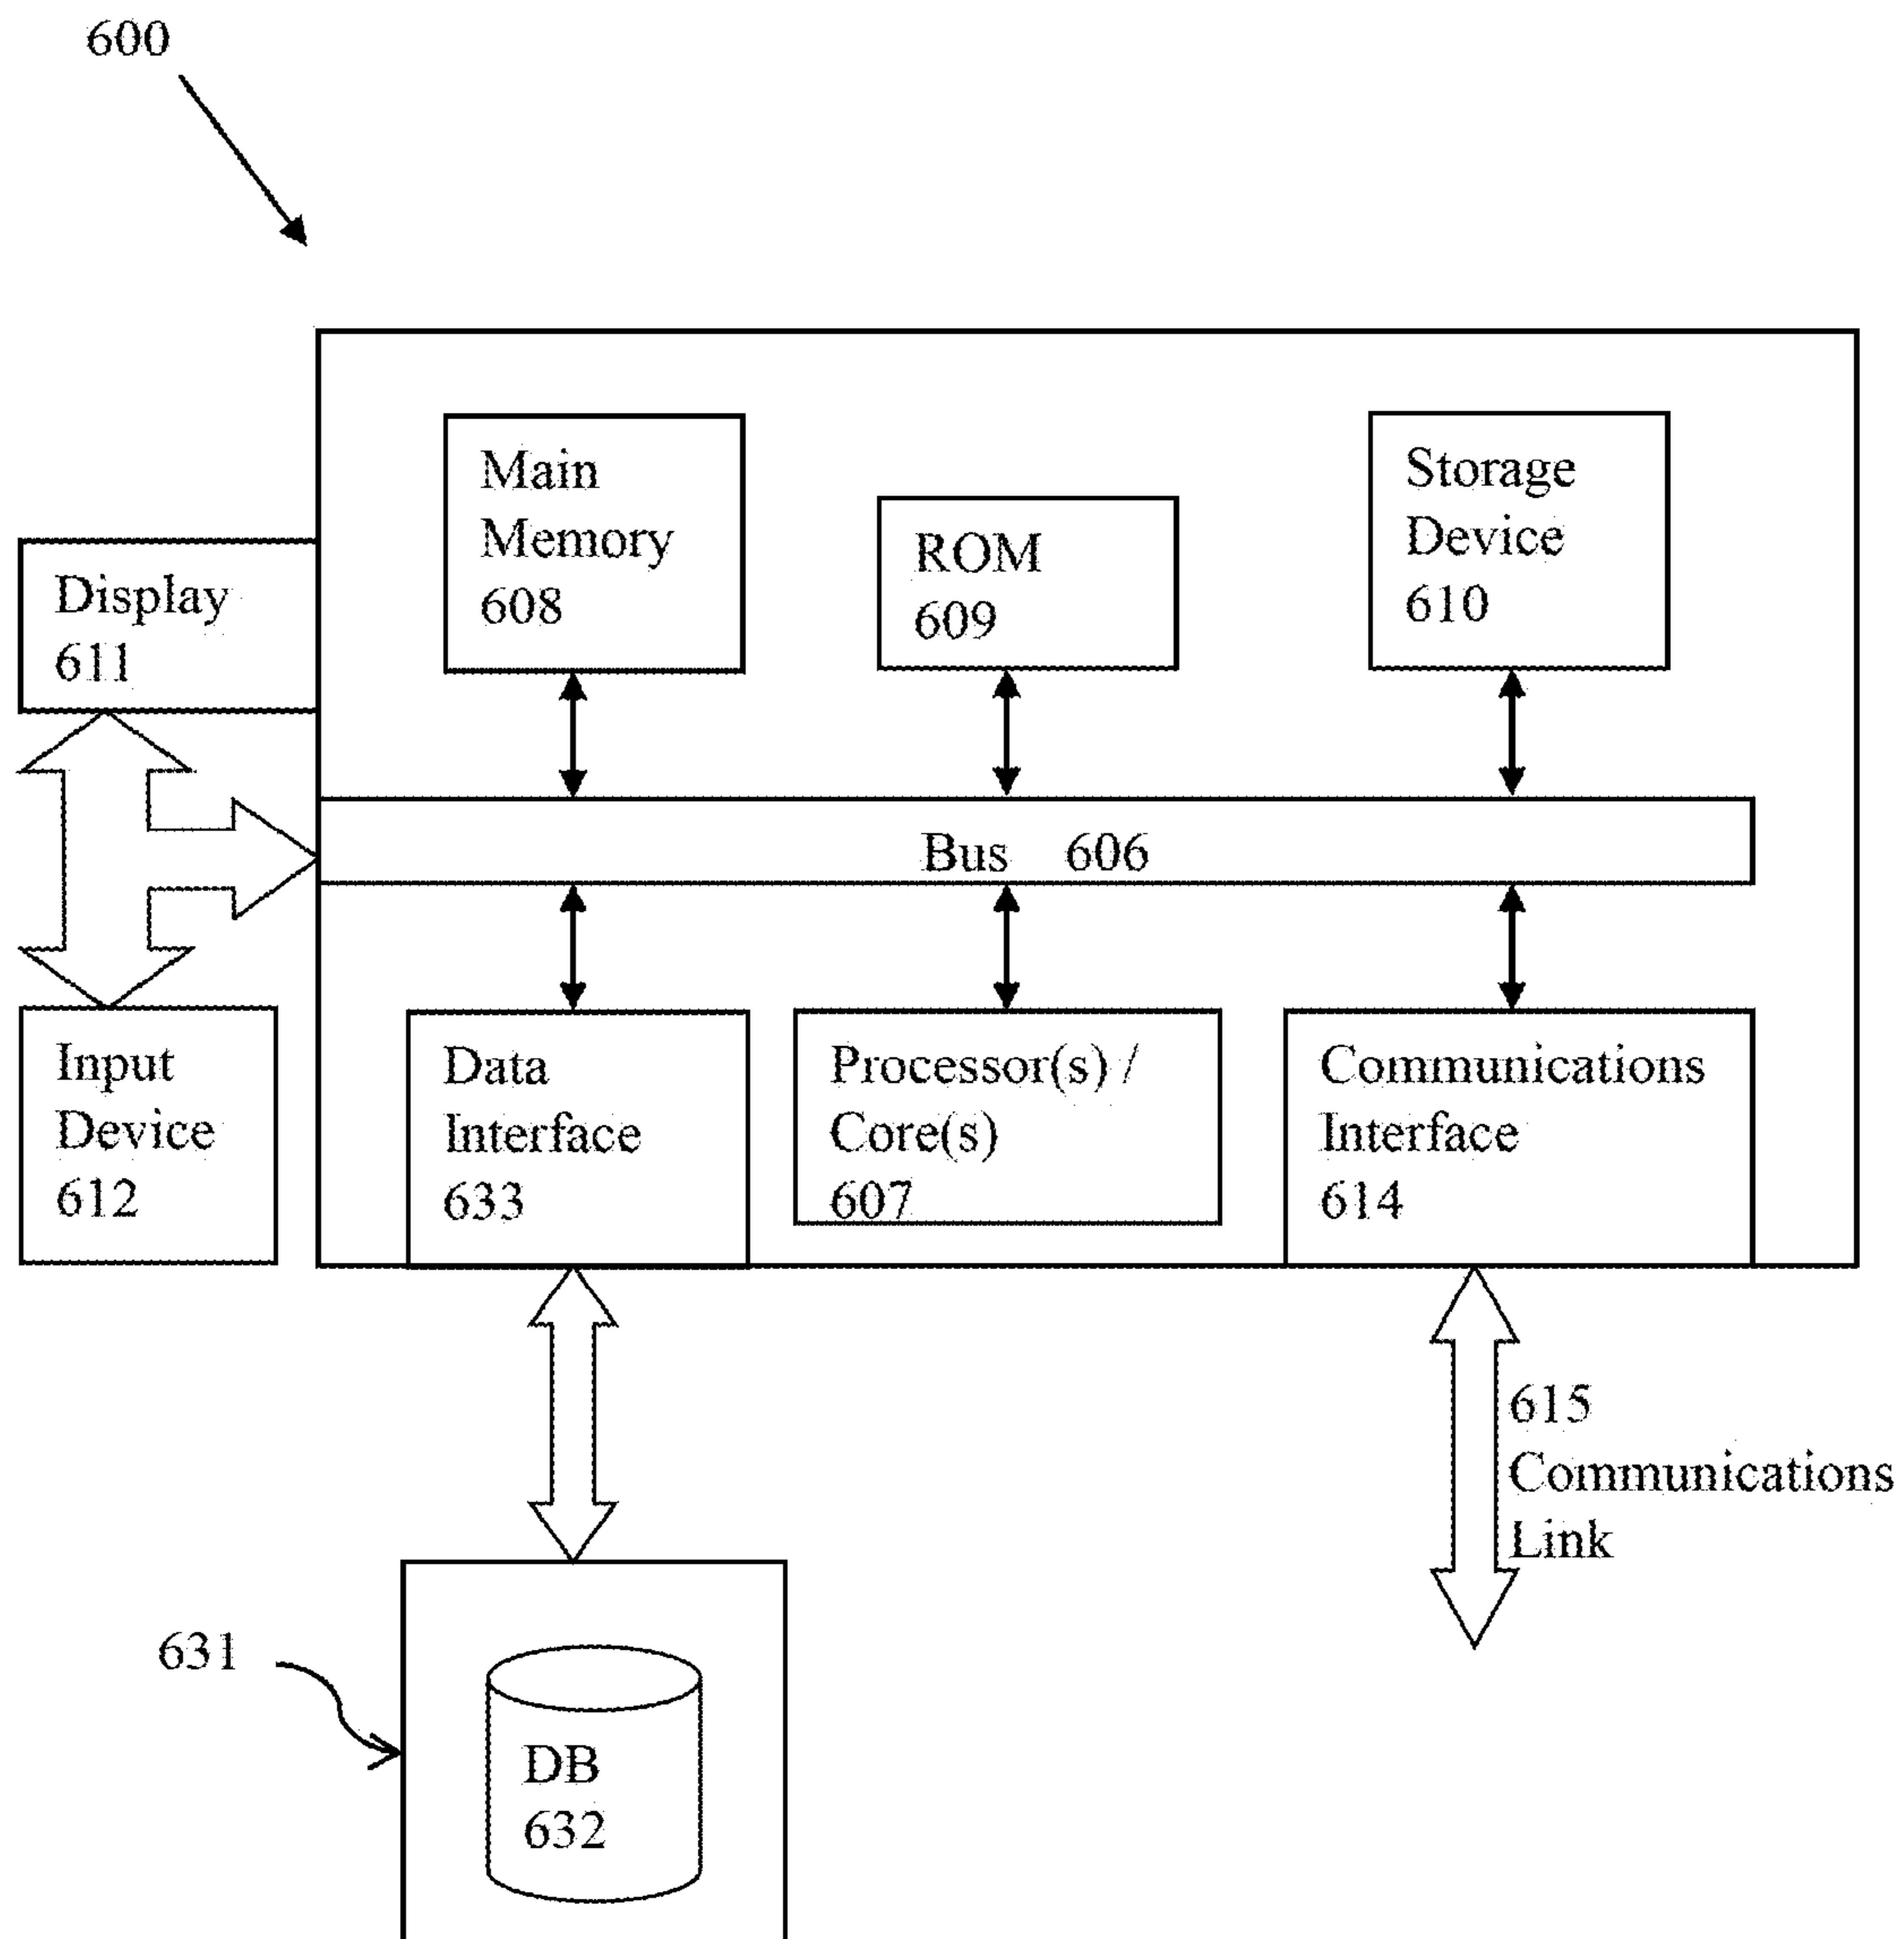 600
Main
Memory
608
ROM
609
Storage
Device
610
Display
611
Bus 606
Input
Device
612
Data
Interface
633
Processor(s) /
Core(s)
607
Communications
Interface
614
615
Communications
Link
631
DB
632